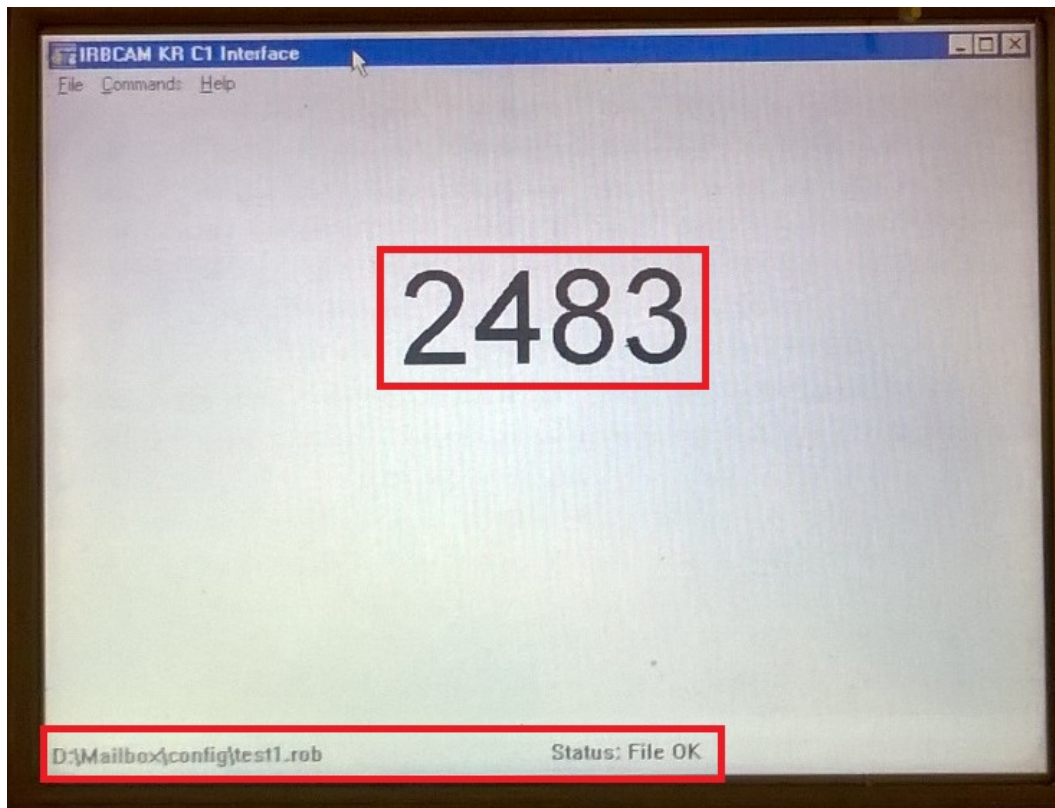 IRBCAM KR C1 Interface
File Commands Help
2483
D:\Mailbox\config\test1.rob Status: File OK